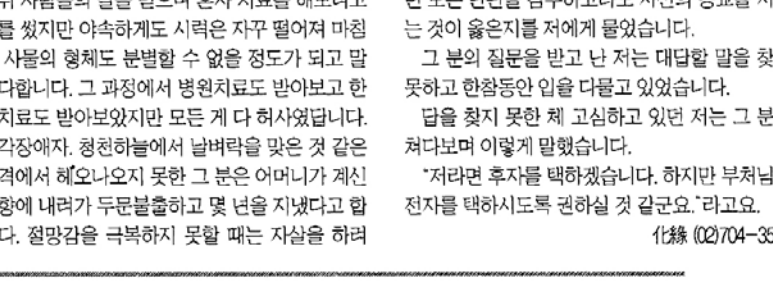 를 썼지만 야속하게도 시력은 자꾸 떨어져 마침
사물의 형체도 분별할 수 없을 정도가 되고 말
다합니다. 그 과정에서 병원치료도 받아보고 한
치료도 받아보았지만 모든 게 다 허사였답니다.
각장애자. 청천하늘에서 날벼락을 맞은 것 같은
격에서 헤오나오지 못한 그 분은 어머니가 계신
향에 내려가 두문불출하고 몇 년을 지냈다고 합
다. 절망감을 극복하지 못할 때는 자살을 하려
는 것이 옳은지를 저에게 물었습니다.
그 분의 질문을 받고 난 저는 대답할 말을 찾
못하고 한참동안 입을 다물고 있었습니다.
답을 찾지 못한 체 고심하고 있던 저는 그 분
쳐다보며 이렇게 말했습니다.
"저라면 후자를 택하겠습니다. 하지만 부처님
전자를 택하시도록 권하실 것 같군요."라고요.
化緣 (02)704-35